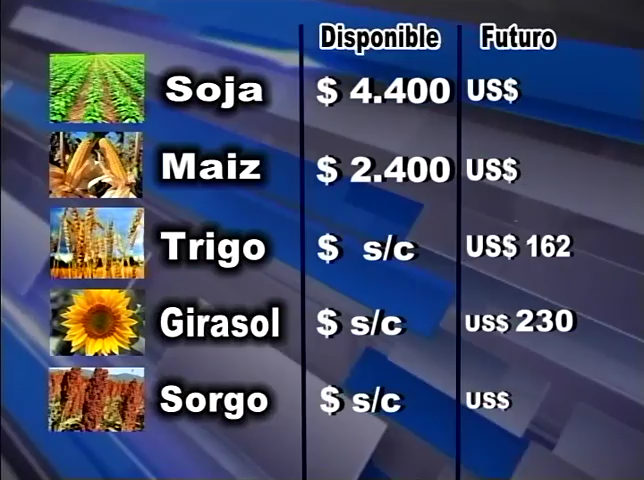 Disponible Futuro
Soja $ 4.400 US$
Maiz $ 2.400 US$
Trigo $ s/c US$ 162
Girasol $ s/c US$ 230
Sorgo $ s/c US$